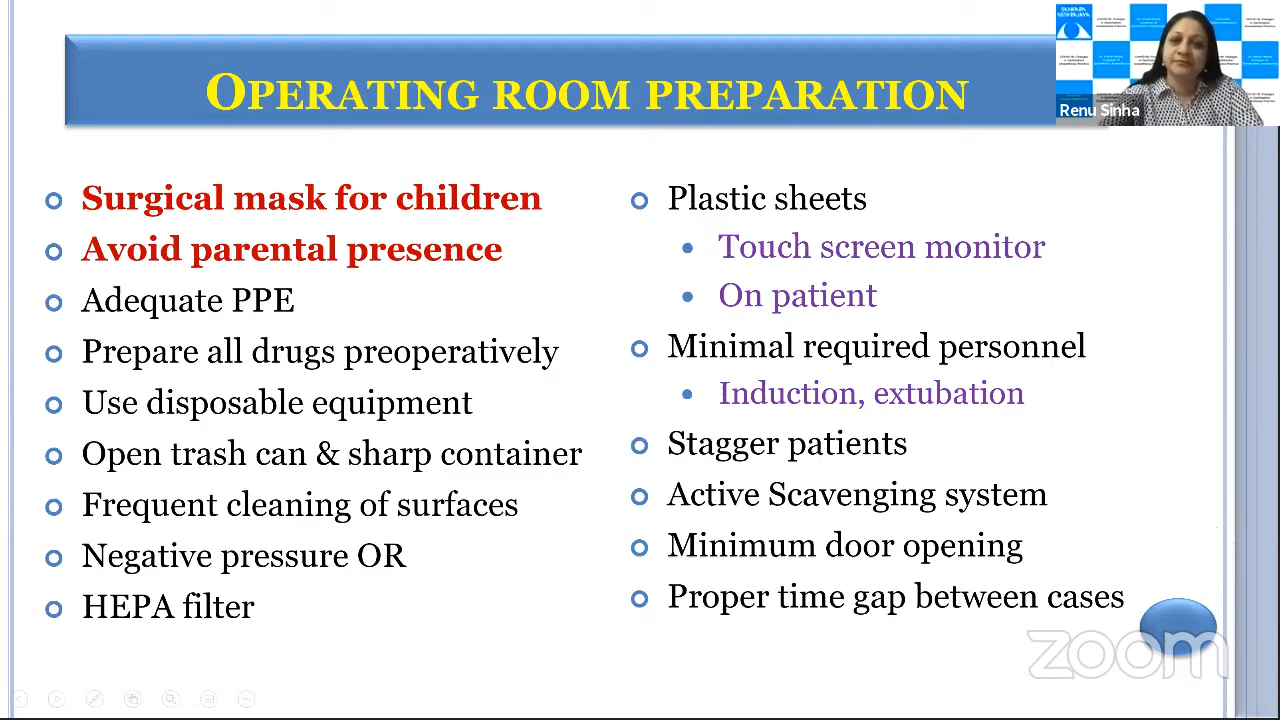 OPERATING ROOM PREPARATION
SANKARA
NETHRALAYA
Renu Sinha
Surgical mask for children
Avoid parental presence
Adequate PPE
Prepare all drugs preoperatively
Use disposable equipment
Open trash can & sharp container
Frequent cleaning of surfaces
Negative pressure OR
HEPA filter
Plastic sheets
Touch screen monitor
On patient
Minimal required personnel
Induction, extubation
Stagger patients
Active Scavenging system
Minimum door opening
Proper time gap between cases
zoom